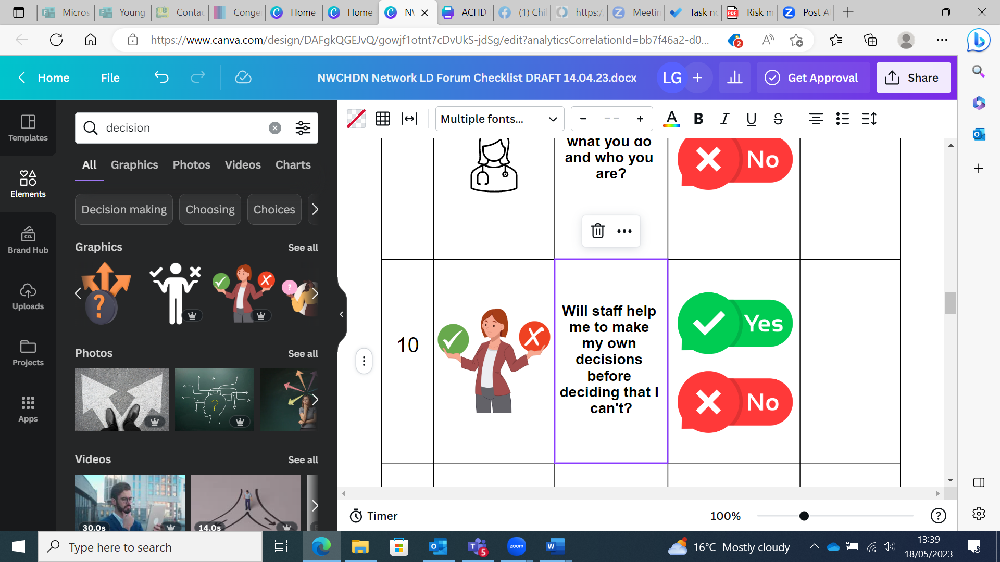 Micros
Young
Contac
Conge
Home
Home
NW
ACHD
(1) Chi
https:/
Meetin
Task no
Risk m
Post A
https://www.canva.com/design/DAFgkQGEJvQ/gowjf1otnt7cDvUkS-jdSg/edit?analyticsCorrelationId=bb7f46a2-d0...
2
Home
File
NWCHDN Network LD Forum Checklist DRAFT 14.04.23.docx
LG
Get Approval
Share
Templates
Elements
Brand Hub
Uploads
Projects
Apps
decision
All
Graphics
Photos
Videos
Charts
Decision making
Choosing
Choices
Graphics
See all
Photos
See all
Videos
See all
30.0s
14.0s
Multiple fonts...
what you do
and who you
are?
No
10
Will staff help
me to make
my own
decisions
before
deciding that I
can't?
Yes
No
Timer
100%
Type here to search
5
zoom
16°C Mostly cloudy
13:39
18/05/2023